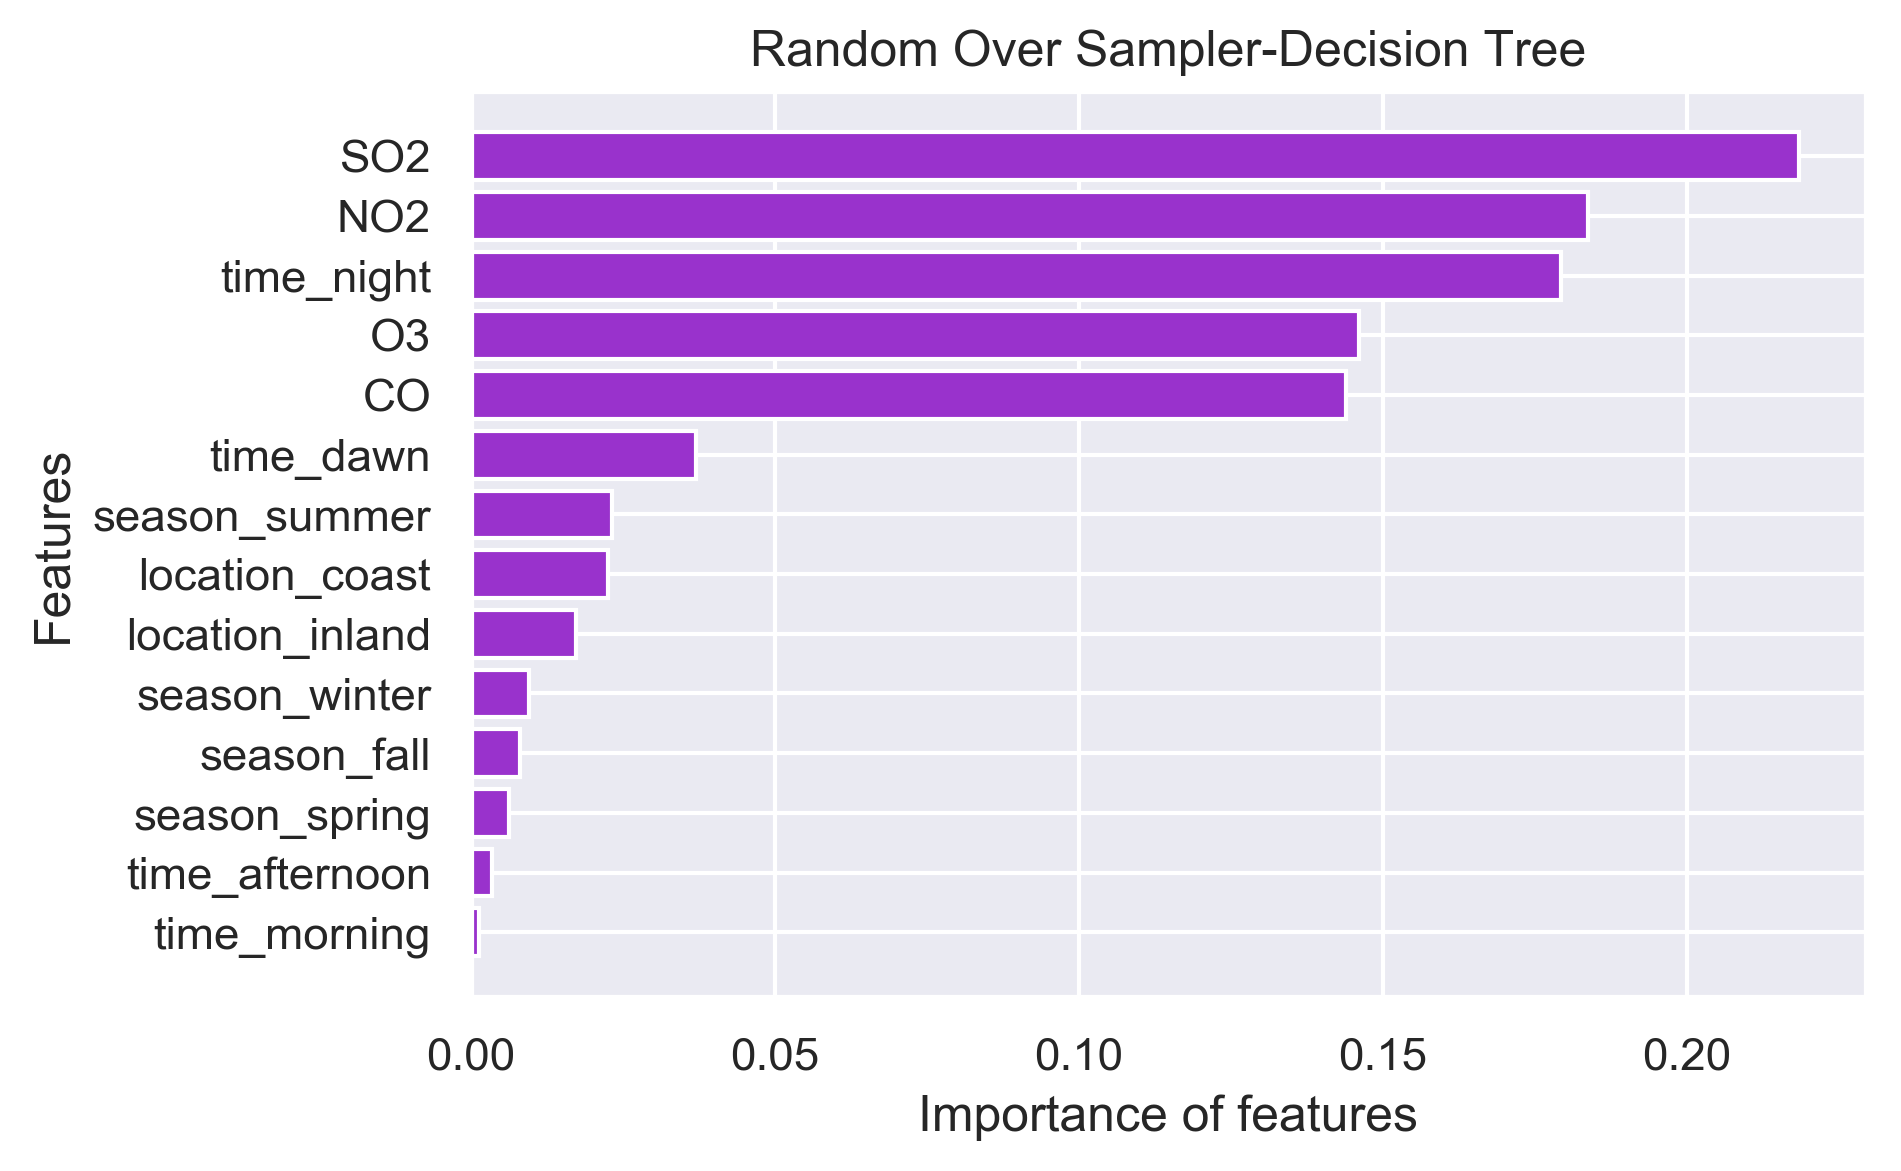 Random Over Sampler-Decision Tree
Features
SO2
NO2
time_night
O3
CO
time_dawn
season_summer
location_coast
location_inland
season_winter
season_fall
season_spring
time_afternoon
time_morning
0.00 0.05 0.10 0.15 0.20
Importance of features